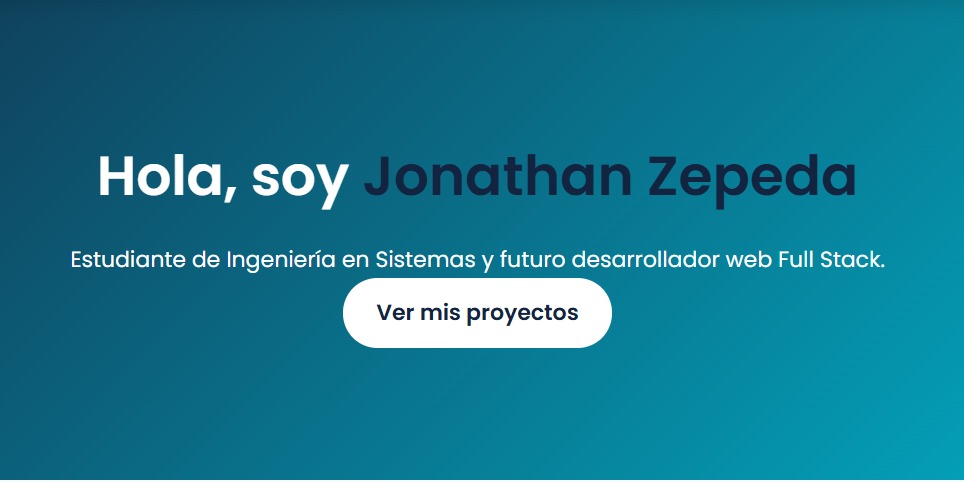 Hola, soy Jonathan Zepeda
Estudiante de Ingeniería en Sistemas y futuro desarrollador web Full Stack.
Ver mis proyectos